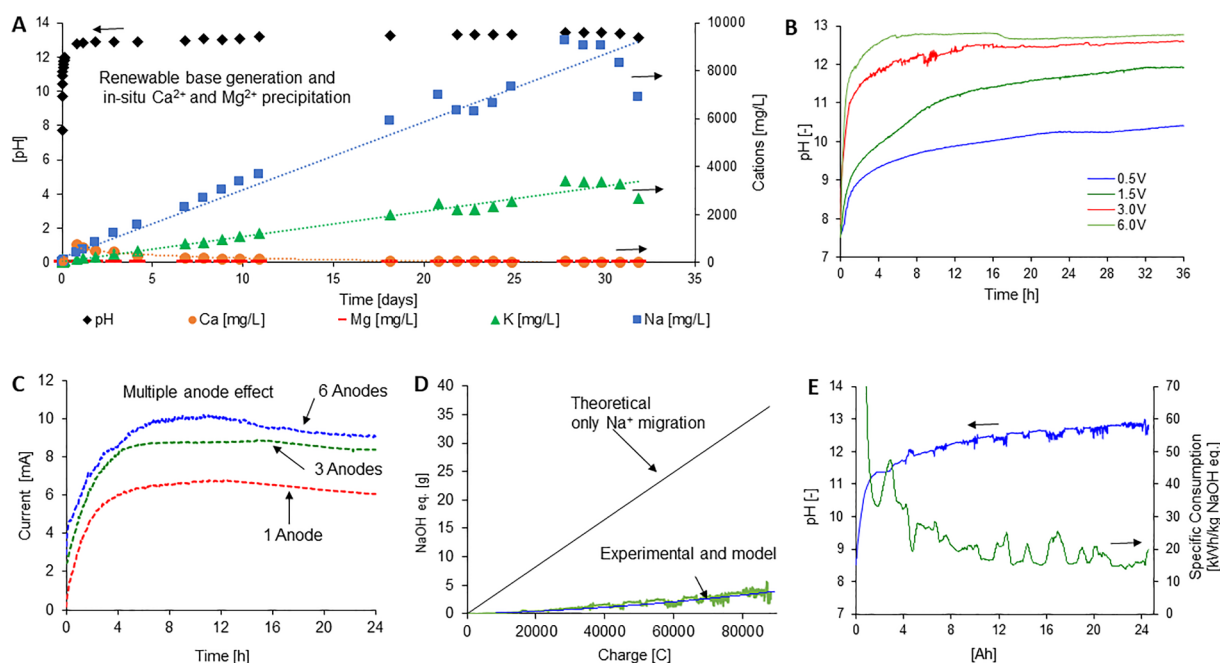 A
[pH]
14
12
10
8
6
4
2
0
Renewable base generation and
in-situ Ca²⁺ and Mg²⁺ precipitation
10000
8000
6000
4000
2000
0
Cations [mg/L]
0 5 10 15 20 25 30 35
Time [days]
pH Ca [mg/L] Mg [mg/L] K [mg/L] Na [mg/L]
B
pH [-]
13
12
11
10
9
8
7
0.5V
1.5V
3.0V
6.0V
0 4 8 12 16 20 24 28 32 36
Time [h]
C
Current [mA]
12
10
8
6
4
2
0
Multiple anode effect
6 Anodes
3 Anodes
1 Anode
0 4 8 12 16 20 24
Time [h]
D
NaOH eq. [g]
40
35
30
25
20
15
10
5
0
Theoretical
only Na⁺ migration
Experimental and model
0 20000 40000 60000 80000
Charge [C]
E
pH [-]
14
13
12
11
10
9
8
7
70
60
50
40
30
20
10
0
Specific Consumption
[kWh/kg NaOH eq.]
0 4 8 12 16 20 24
[Ah]